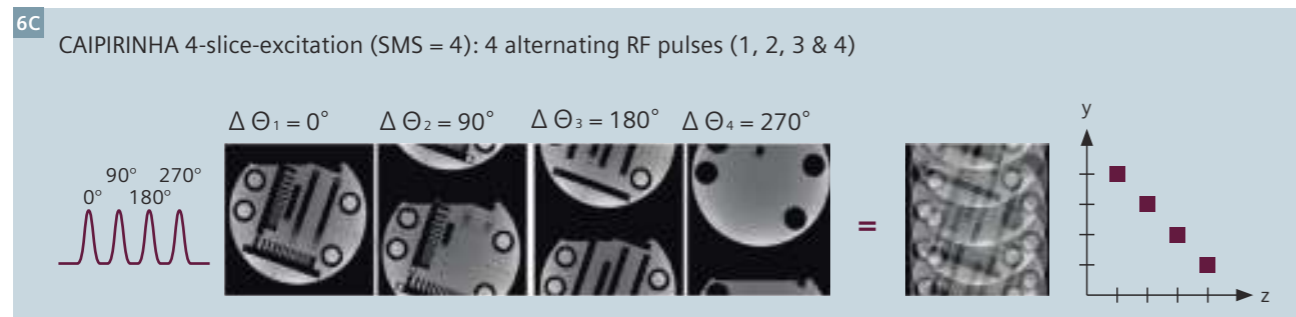 6C
CAIPIRINHA 4-slice-excitation (SMS = 4): 4 alternating RF pulses (1, 2, 3 & 4)
Δ Θ₁ = 0° Δ Θ₂ = 90° Δ Θ₃ = 180° Δ Θ₄ = 270°
90° 270°
0° 180°
=
y
z